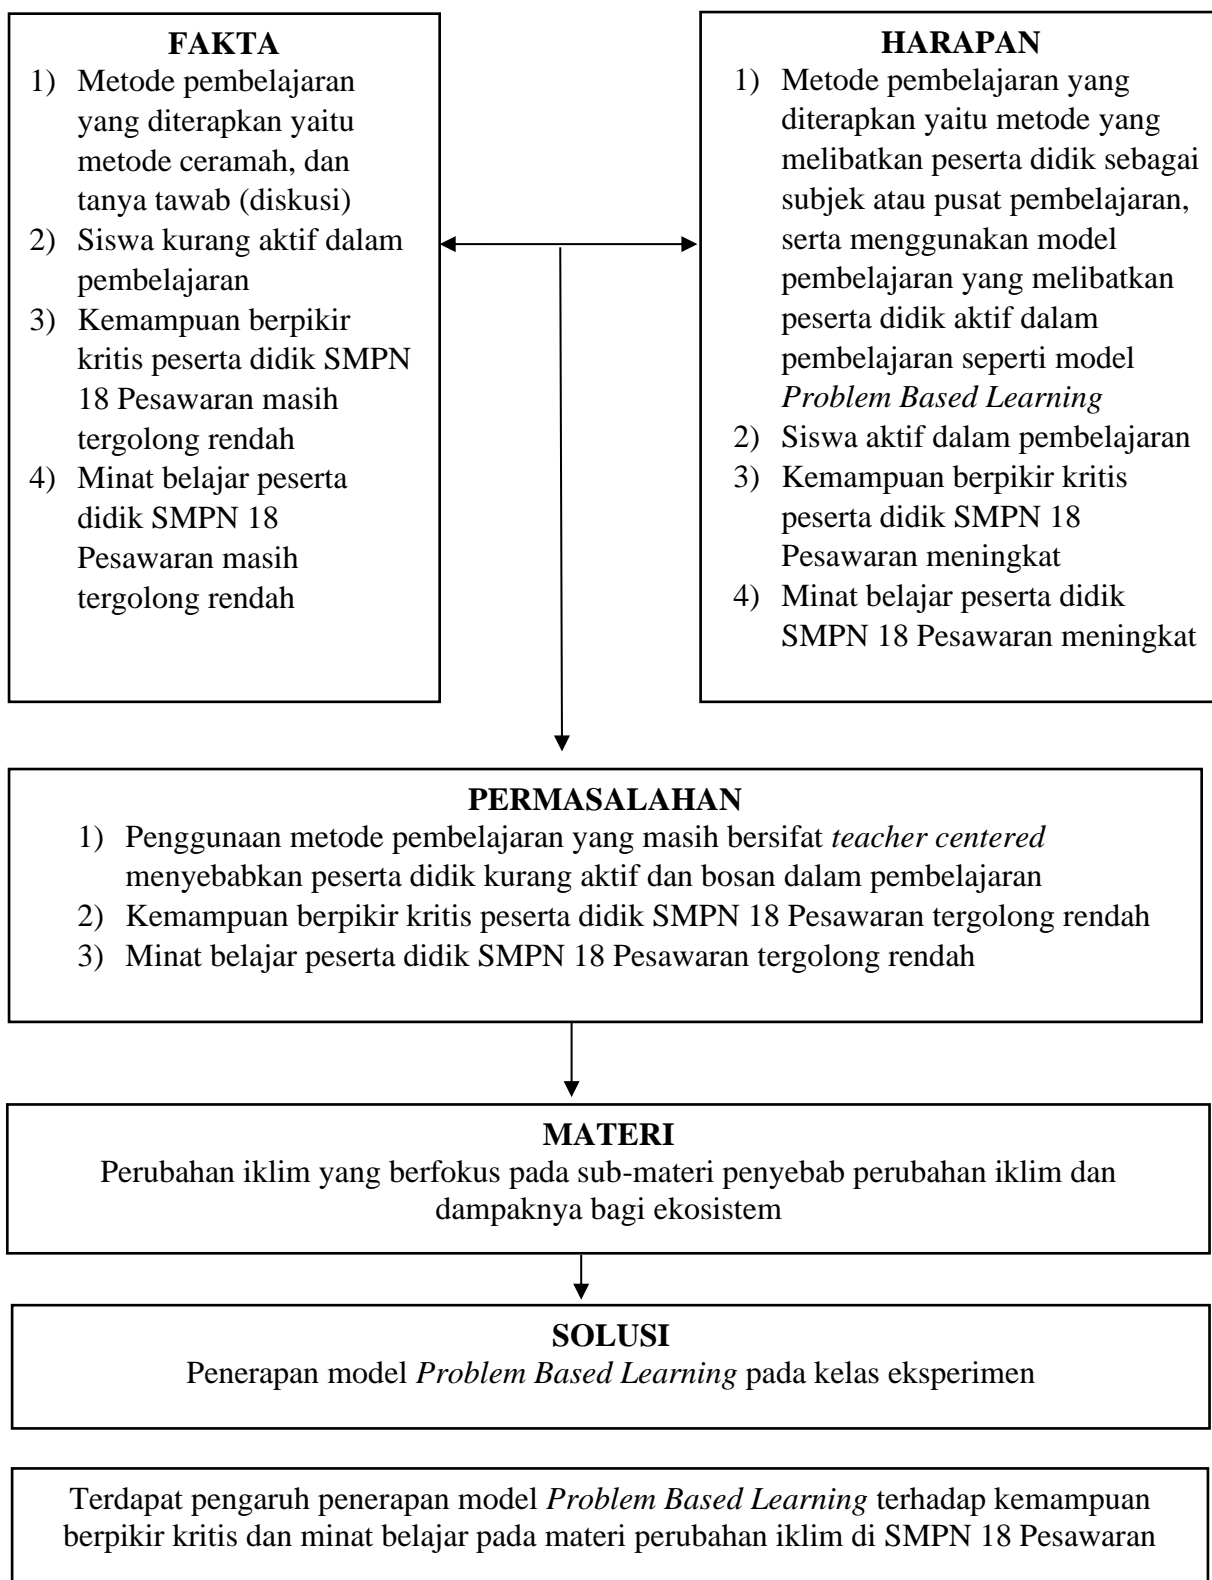 FAKTA
1) Metode pembelajaran
yang diterapkan yaitu
metode ceramah, dan
tanya tawab (diskusi)
2) Siswa kurang aktif dalam
pembelajaran
3) Kemampuan berpikir
kritis peserta didik SMPN
18 Pesawaran masih
tergolong rendah
4) Minat belajar peserta
didik SMPN 18
Pesawaran masih
tergolong rendah
HARAPAN
1) Metode pembelajaran yang
diterapkan yaitu metode yang
melibatkan peserta didik sebagai
subjek atau pusat pembelajaran,
serta menggunakan model
pembelajaran yang melibatkan
peserta didik aktif dalam
pembelajaran seperti model
Problem Based Learning
2) Siswa aktif dalam pembelajaran
3) Kemampuan berpikir kritis
peserta didik SMPN 18
Pesawaran meningkat
4) Minat belajar peserta didik
SMPN 18 Pesawaran meningkat
PERMASALAHAN
1) Penggunaan metode pembelajaran yang masih bersifat teacher centered
menyebabkan peserta didik kurang aktif dan bosan dalam pembelajaran
2) Kemampuan berpikir kritis peserta didik SMPN 18 Pesawaran tergolong rendah
3) Minat belajar peserta didik SMPN 18 Pesawaran tergolong rendah
MATERI
Perubahan iklim yang berfokus pada sub-materi penyebab perubahan iklim dan
dampaknya bagi ekosistem
SOLUSI
Penerapan model Problem Based Learning pada kelas eksperimen
Terdapat pengaruh penerapan model Problem Based Learning terhadap kemampuan
berpikir kritis dan minat belajar pada materi perubahan iklim di SMPN 18 Pesawaran